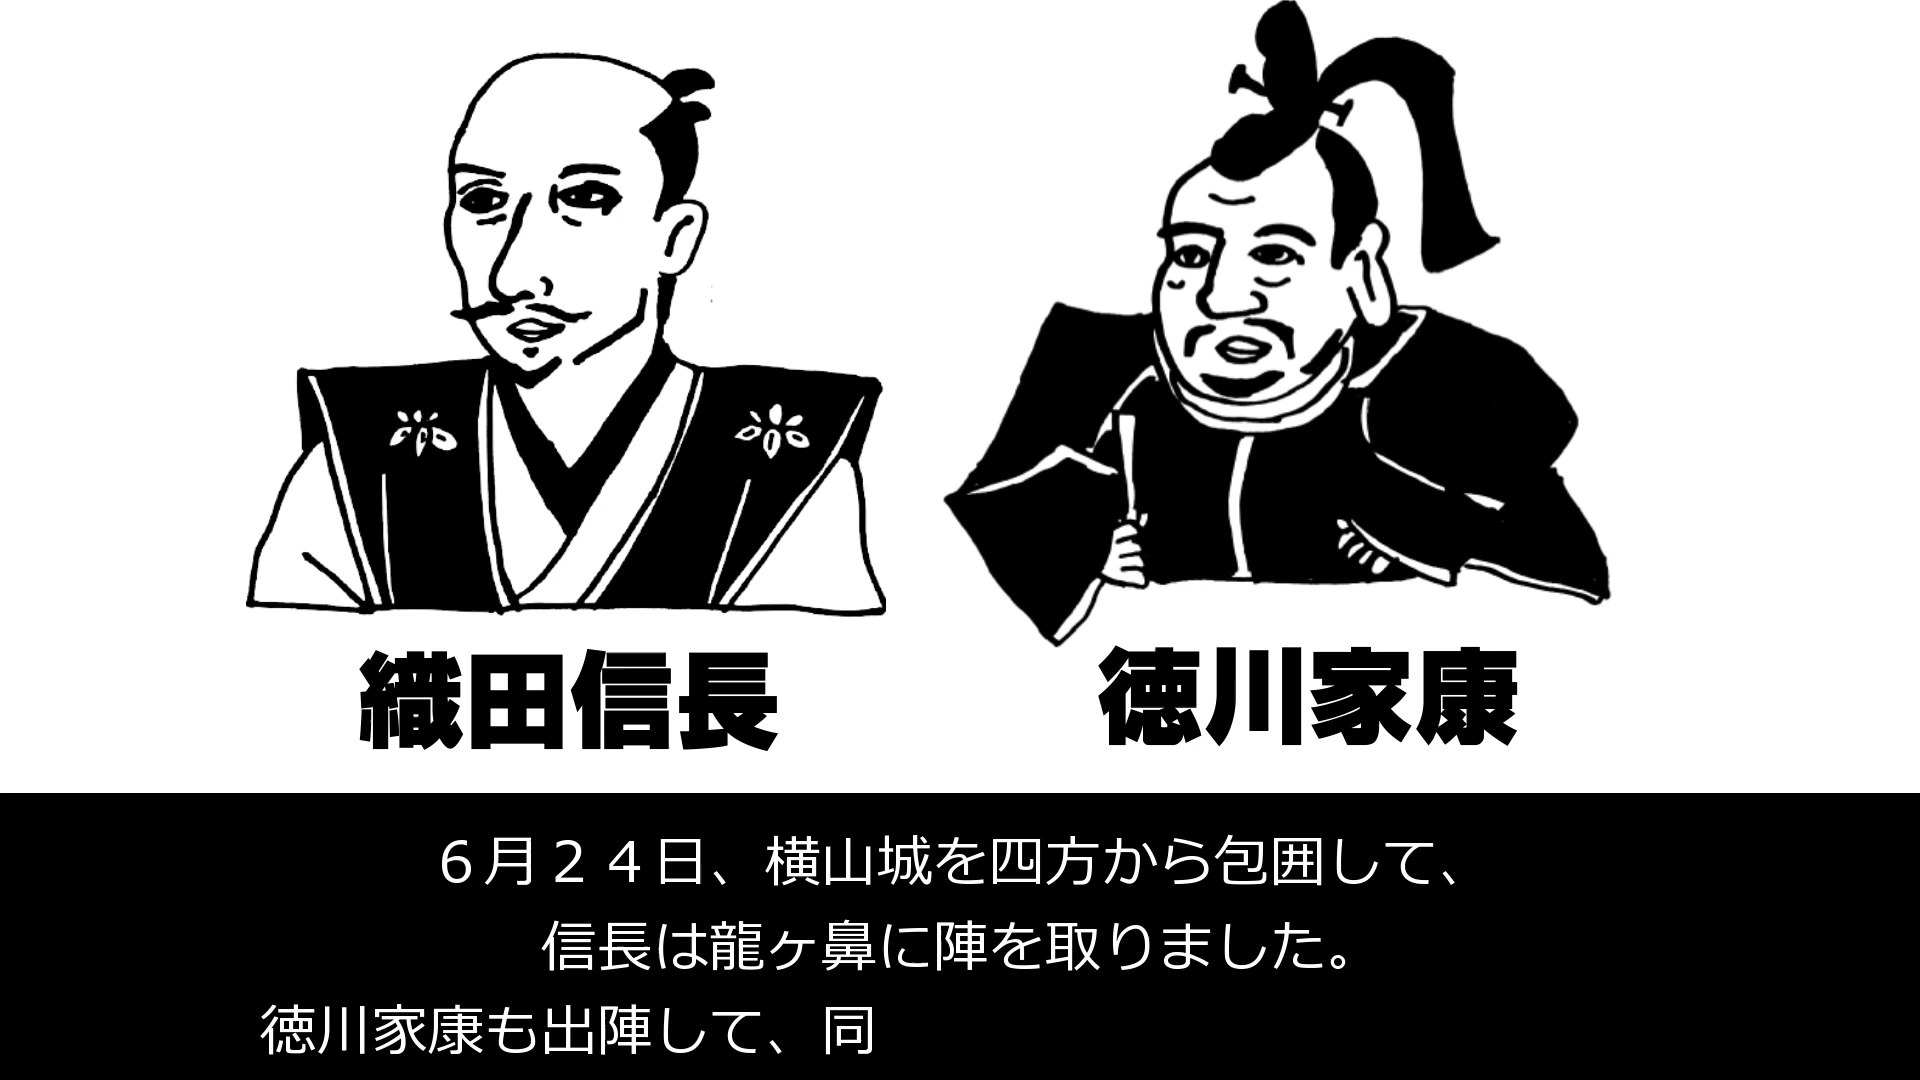 織田信長
徳川家康
６月２４日、横山城を四方から包囲して、
信長は龍ヶ鼻に陣を取りました。
徳川家康も出陣して、同